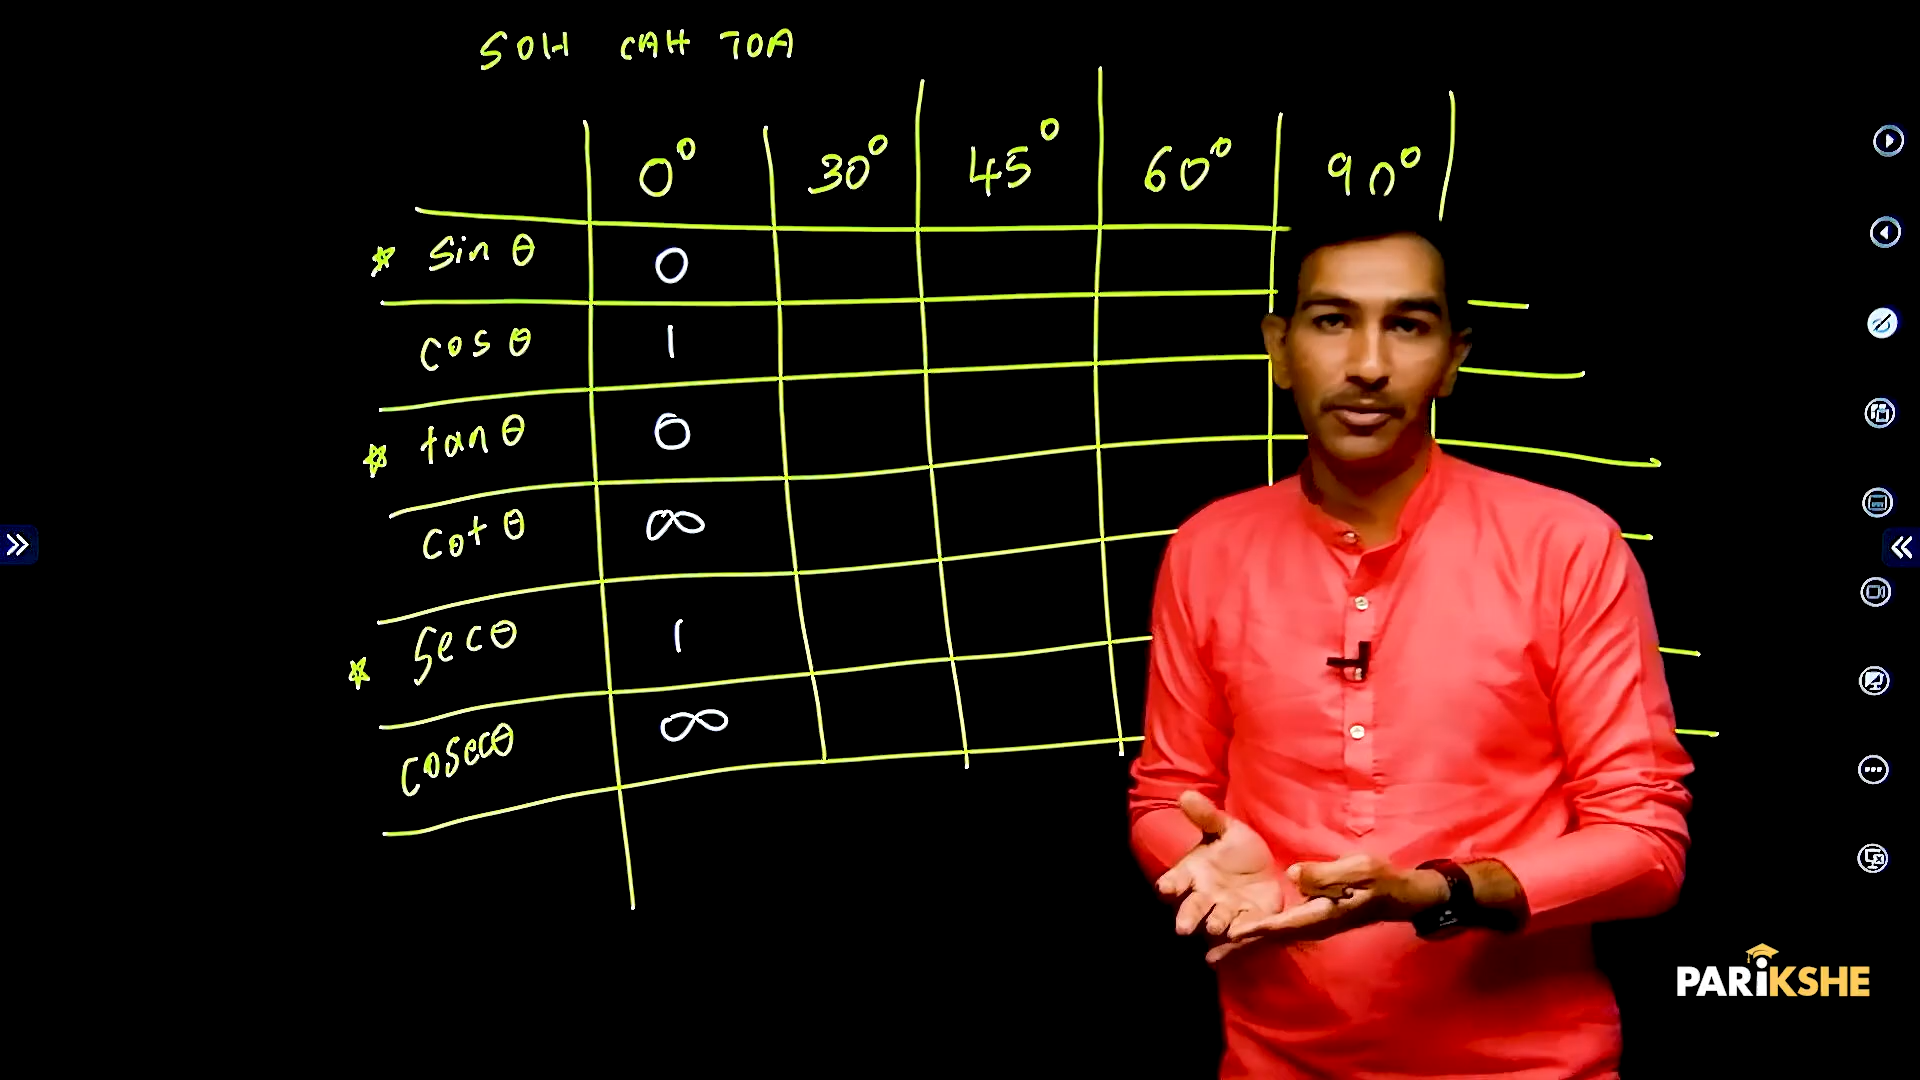 SOH CAH TOA
0° 30° 45° 60° 90°
☆ sin θ 0
cos θ 1
☆ tan θ 0
cot θ ∞
☆ sec θ 1
cosec θ ∞
PARiKSHE